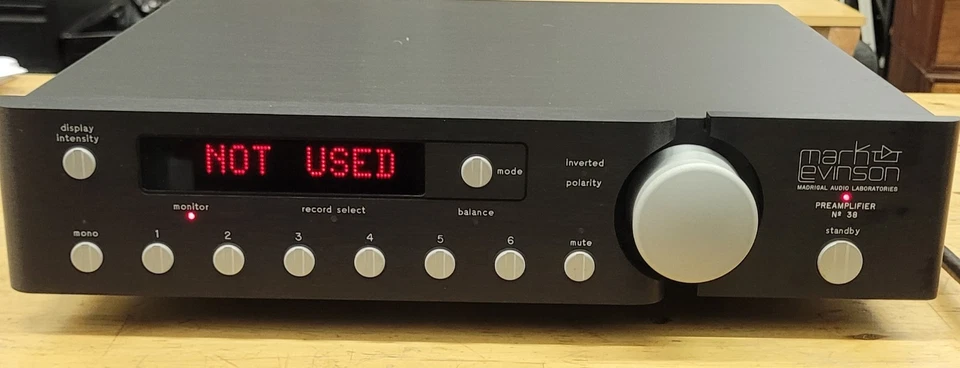 display
intensity
NOT USED
mode
inverted
polarity
mark
Levinson
MADRIGAL AUDIO LABORATORIES
PREAMPLIFIER
Nº 38
monitor
record select
balance
standby
mono
1
2
3
4
5
6
mute